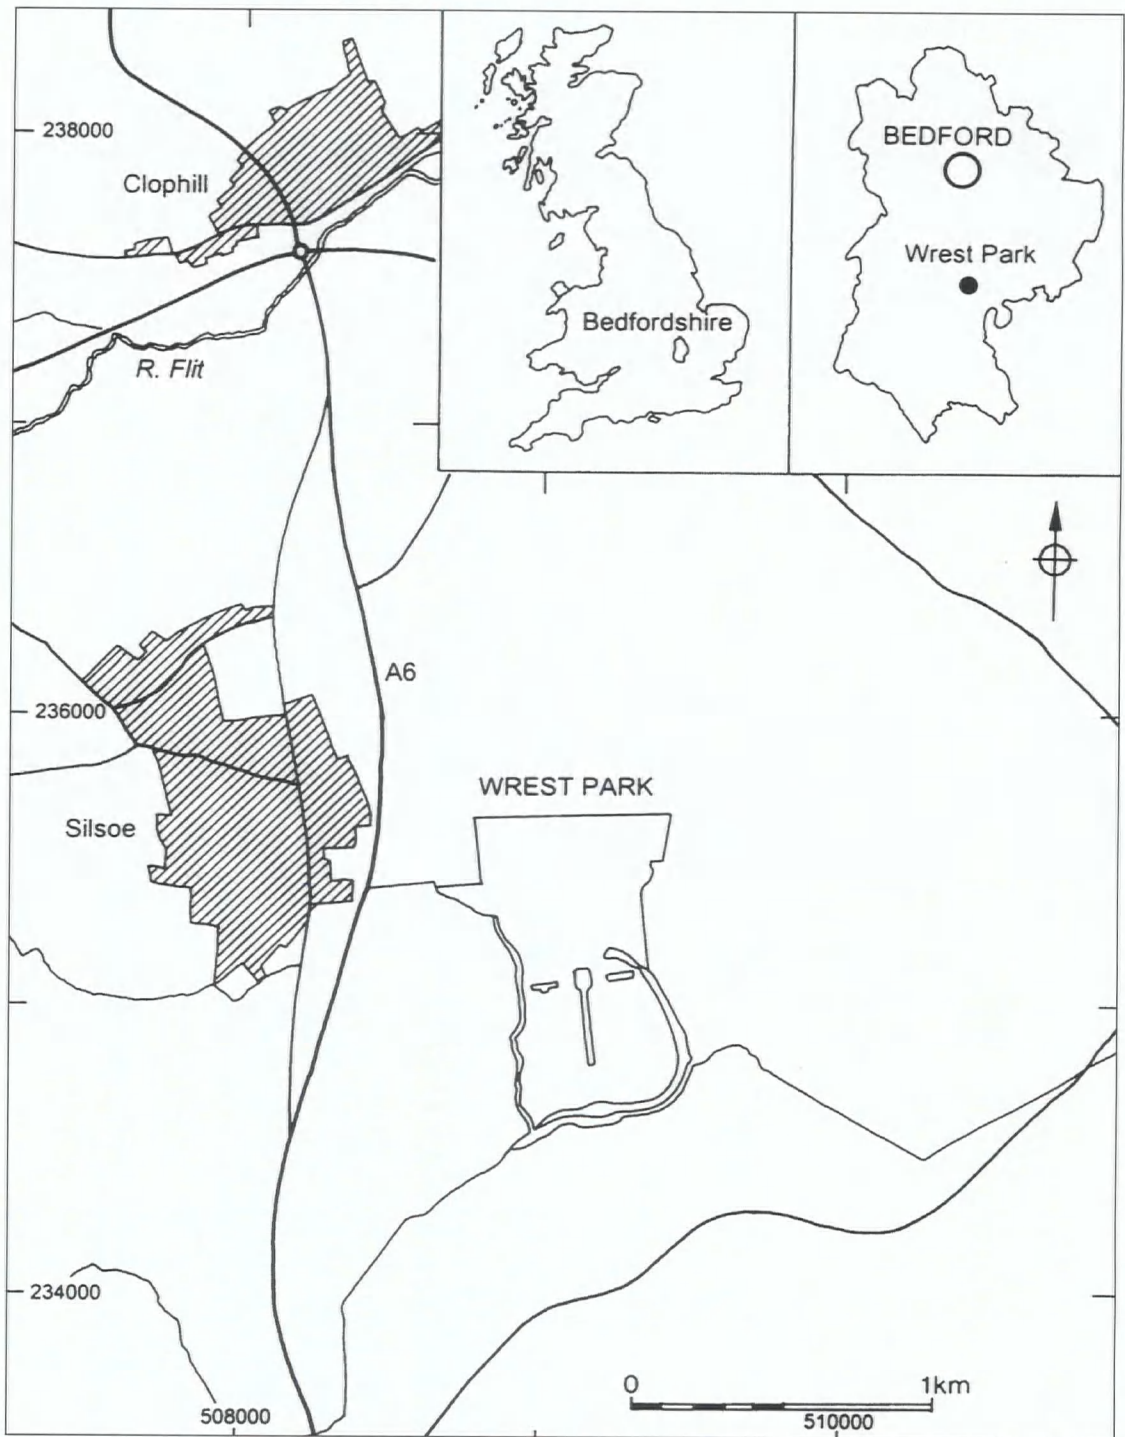 238000
Clophill
R. Flit
Bedfordshire
BEDFORD
Wrest Park
A6
236000
WREST PARK
Silsoe
234000
508000
0 1km
510000